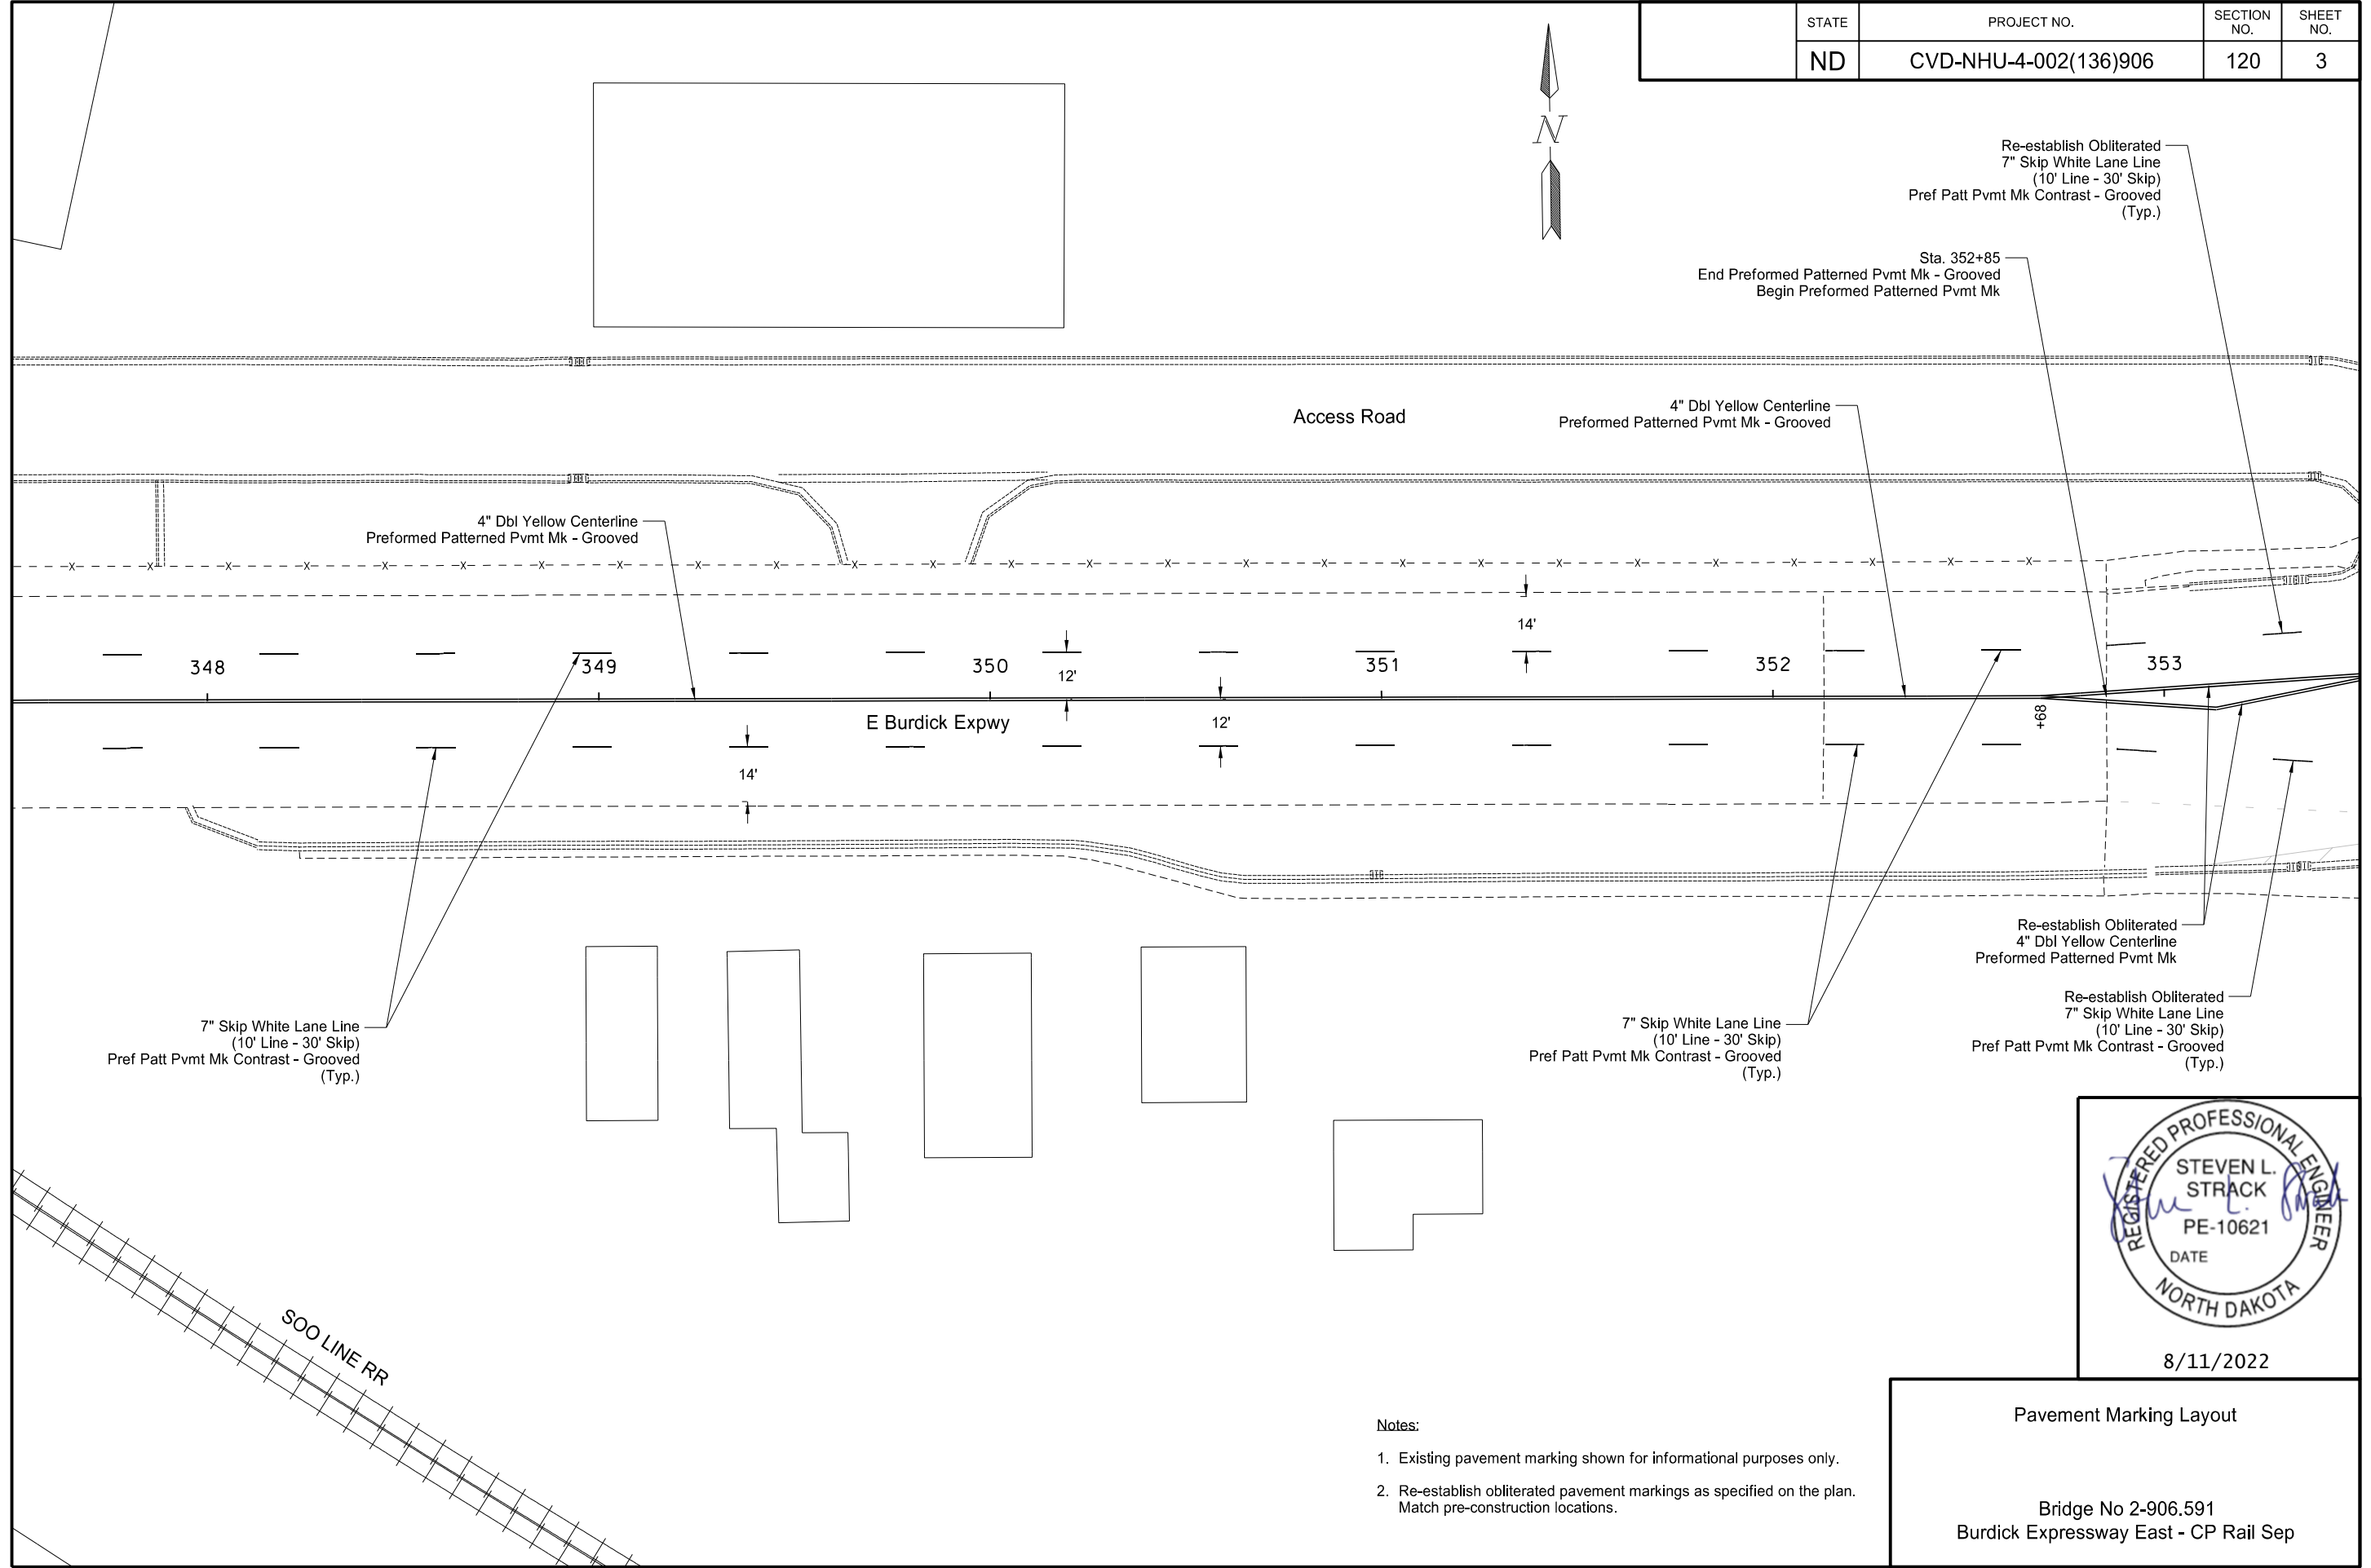 STATE
PROJECT NO.
SECTION
NO.
SHEET
NO.
ND
CVD-NHU-4-002(136)906
120
3
N
Re-establish Obliterated
7" Skip White Lane Line
(10' Line - 30' Skip)
Pref Patt Pvmt Mk Contrast - Grooved
(Typ.)
Sta. 352+85
End Preformed Patterned Pvmt Mk - Grooved
Begin Preformed Patterned Pvmt Mk
Access Road
4" Dbl Yellow Centerline
Preformed Patterned Pvmt Mk - Grooved
4" Dbl Yellow Centerline
Preformed Patterned Pvmt Mk - Grooved
14'
348
349
350
12'
351
352
353
+68
E Burdick Expwy
12'
14'
Re-establish Obliterated
4" Dbl Yellow Centerline
Preformed Patterned Pvmt Mk
7" Skip White Lane Line
(10' Line - 30' Skip)
Pref Patt Pvmt Mk Contrast - Grooved
(Typ.)
7" Skip White Lane Line
(10' Line - 30' Skip)
Pref Patt Pvmt Mk Contrast - Grooved
(Typ.)
Re-establish Obliterated
7" Skip White Lane Line
(10' Line - 30' Skip)
Pref Patt Pvmt Mk Contrast - Grooved
(Typ.)
REGISTERED PROFESSIONAL ENGINEER
STEVEN L.
STRACK
PE-10621
DATE
NORTH DAKOTA
8/11/2022
SOO LINE RR
Notes:
1. Existing pavement marking shown for informational purposes only.
2. Re-establish obliterated pavement markings as specified on the plan.
Match pre-construction locations.
Pavement Marking Layout
Bridge No 2-906.591
Burdick Expressway East - CP Rail Sep